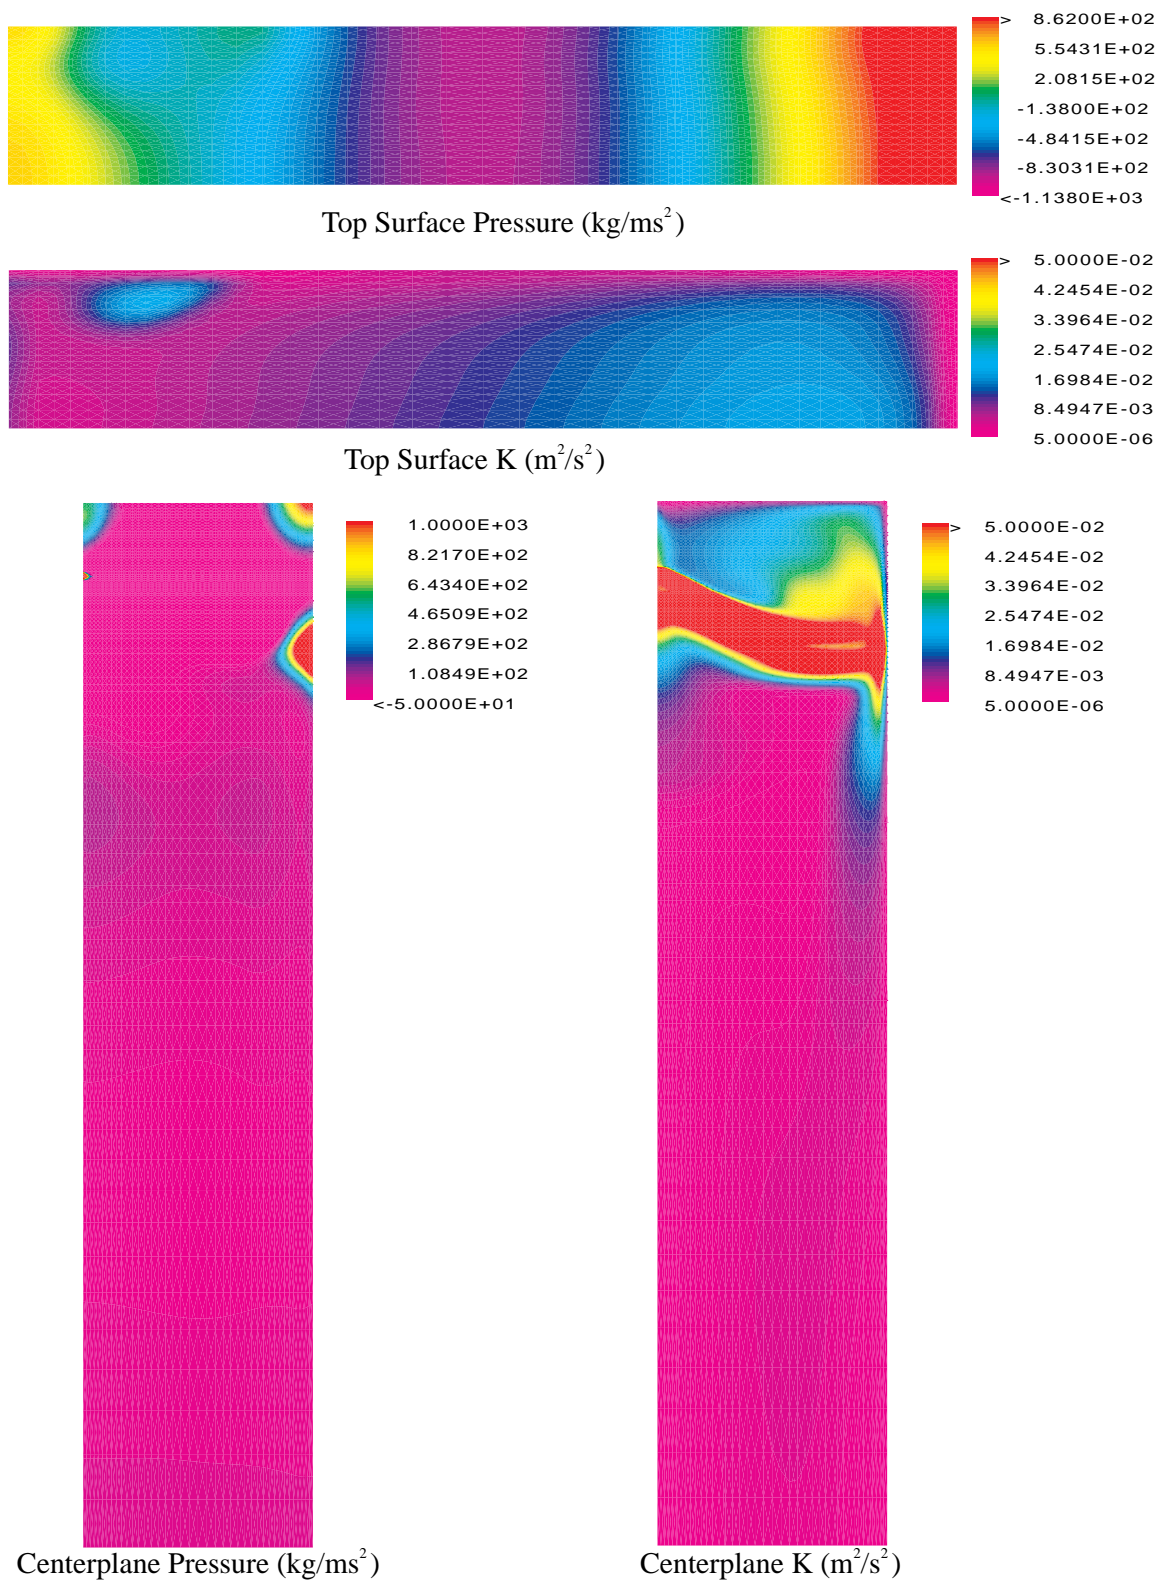 > 8.6200E+02
5.5431E+02
2.0815E+02
-1.3800E+02
-4.8415E+02
-8.3031E+02
<-1.1380E+03
Top Surface Pressure (kg/ms²)
> 5.0000E-02
4.2454E-02
3.3964E-02
2.5474E-02
1.6984E-02
8.4947E-03
5.0000E-06
Top Surface K (m²/s²)
1.0000E+03
8.2170E+02
6.4340E+02
4.6509E+02
2.8679E+02
1.0849E+02
<-5.0000E+01
> 5.0000E-02
4.2454E-02
3.3964E-02
2.5474E-02
1.6984E-02
8.4947E-03
5.0000E-06
Centerplane Pressure (kg/ms²)
Centerplane K (m²/s²)